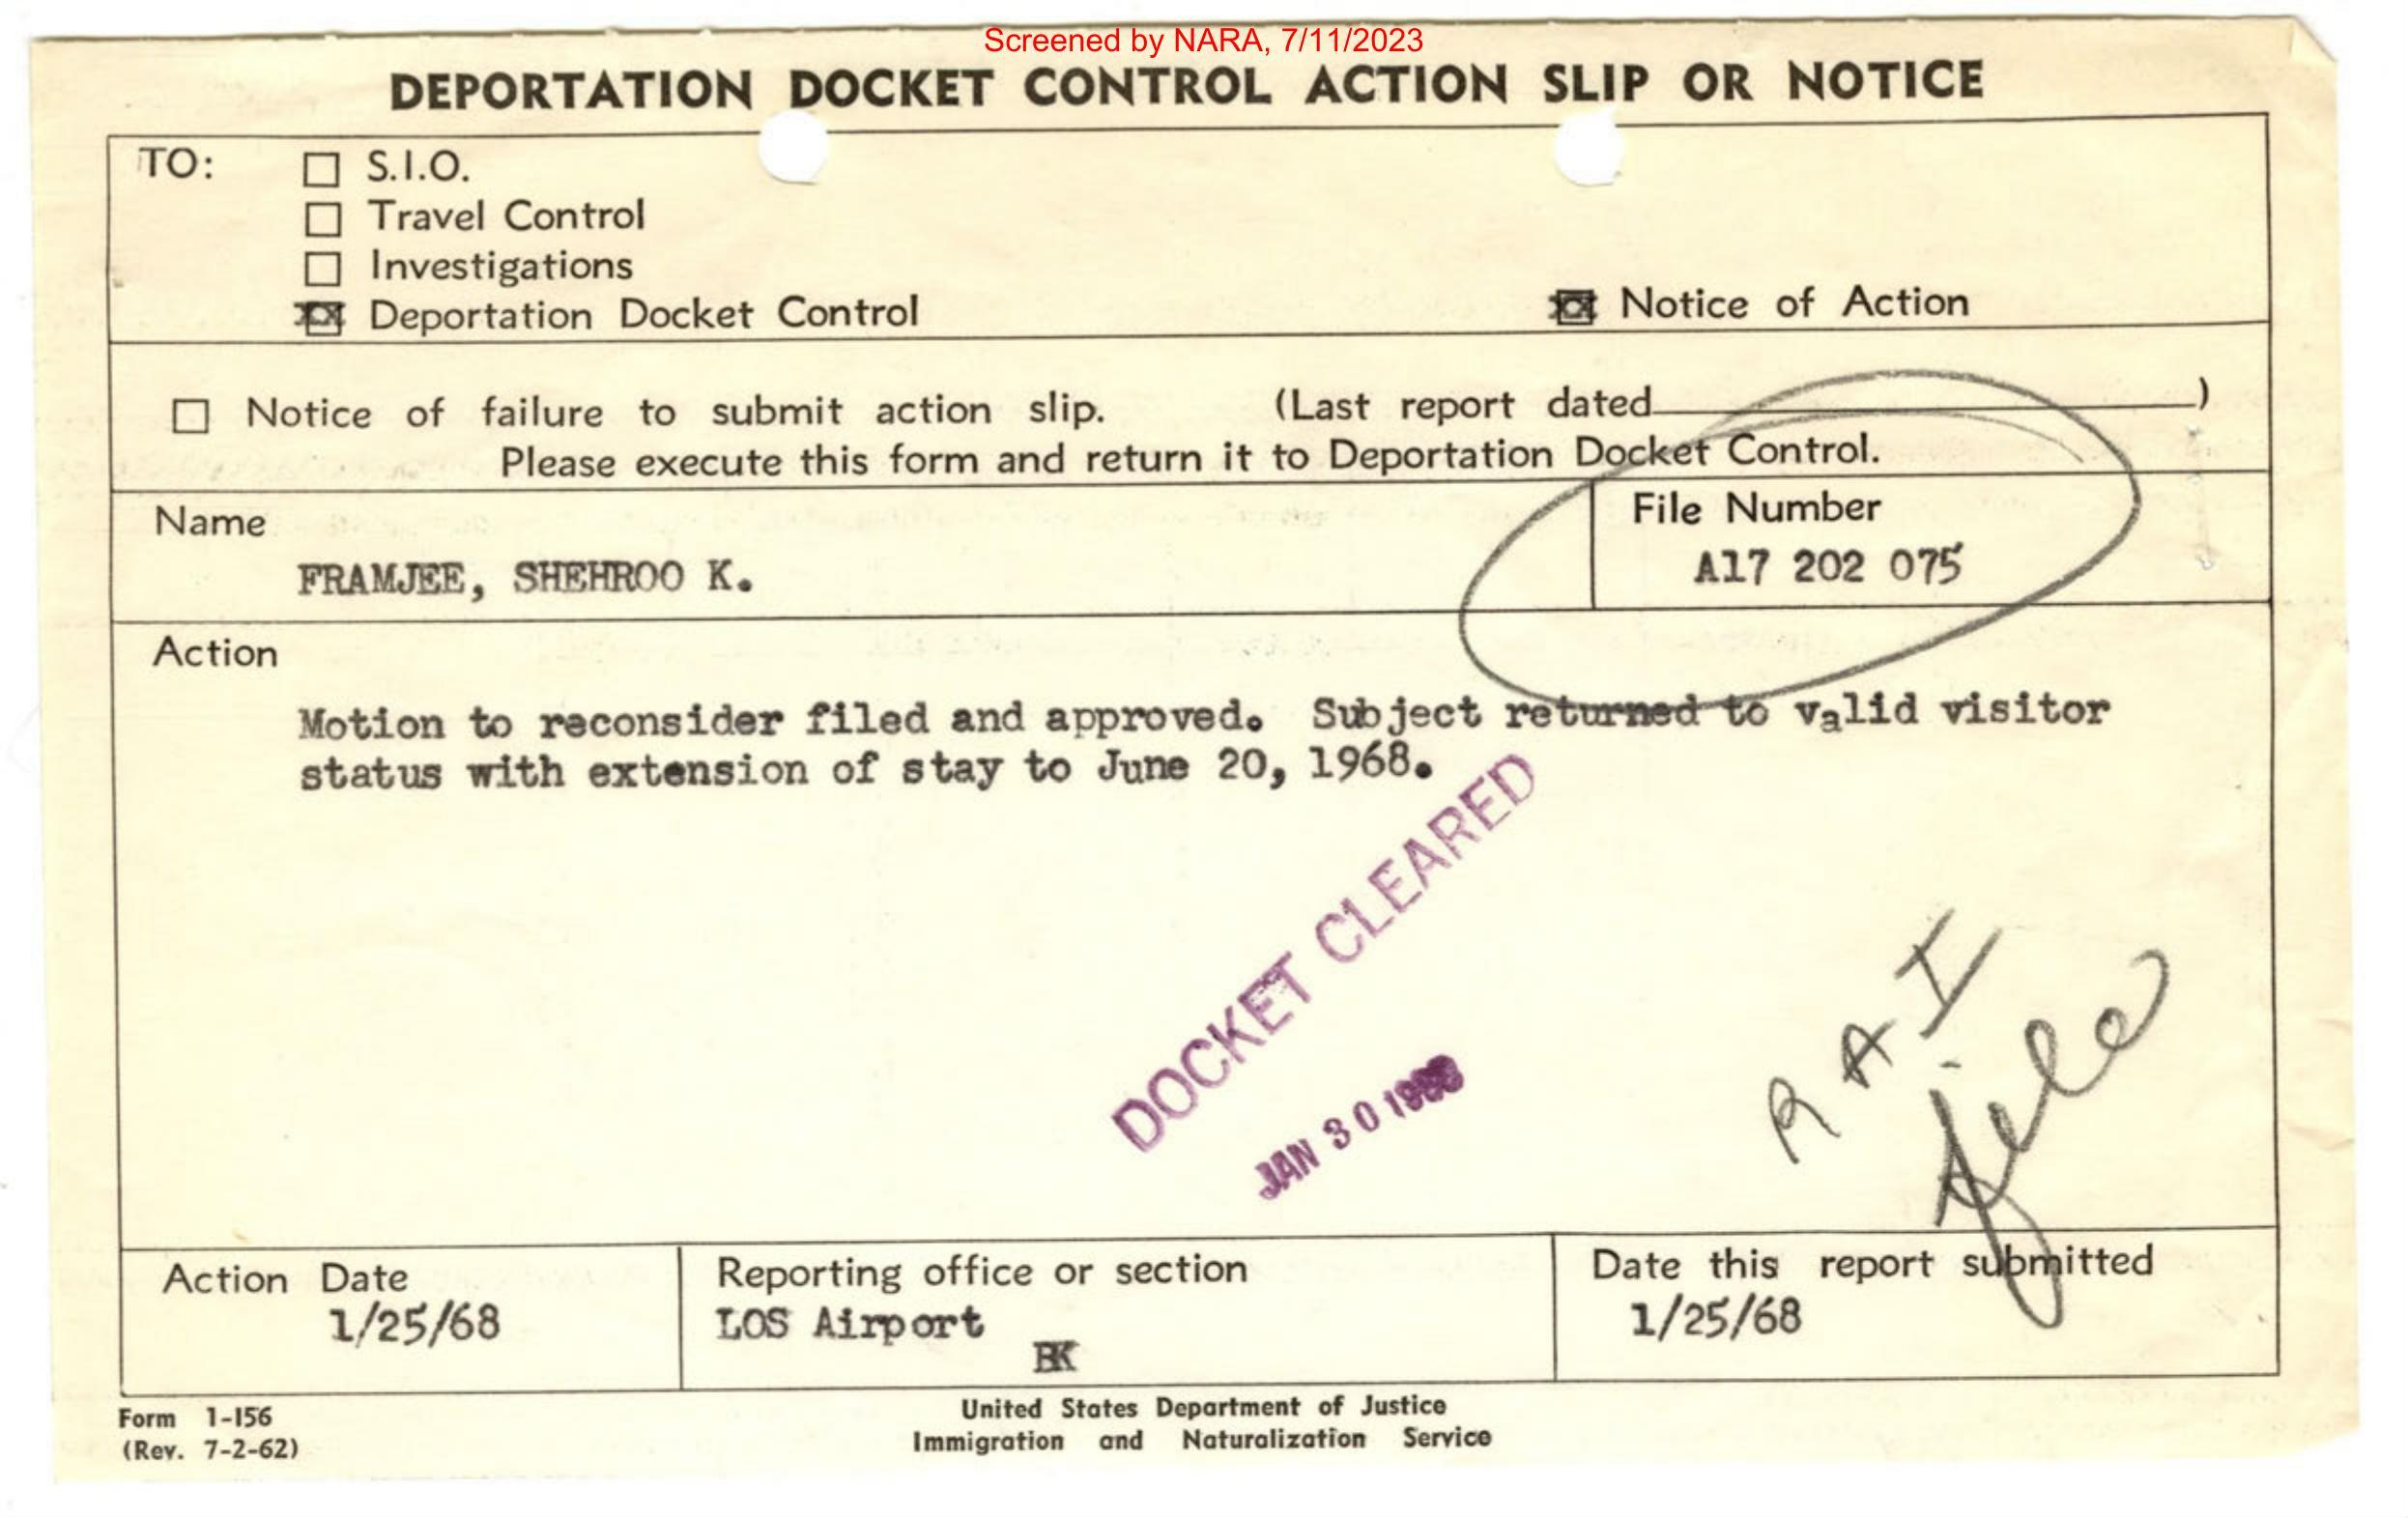 Screened by NARA, 7/11/2023
DEPORTATION DOCKET CONTROL ACTION SLIP OR NOTICE
TO: ☐ S.I.O.
☐ Travel Control
☐ Investigations
☒ Deportation Docket Control
☒ Notice of Action
☐ Notice of failure to submit action slip. (Last report dated )
Please execute this form and return it to Deportation Docket Control.
Name
FRAMJEE, SHEHROO K.
File Number
A17 202 075
Action
Motion to reconsider filed and approved. Subject returned to valid visitor
status with extension of stay to June 20, 1968.
DOCKET CLEARED
JAN 30 1968
R A I
Action Date
1/25/68
Reporting office or section
LOS Airport
BK
Date this report submitted
1/25/68
Form I-156
(Rev. 7-2-62)
United States Department of Justice
Immigration and Naturalization Service